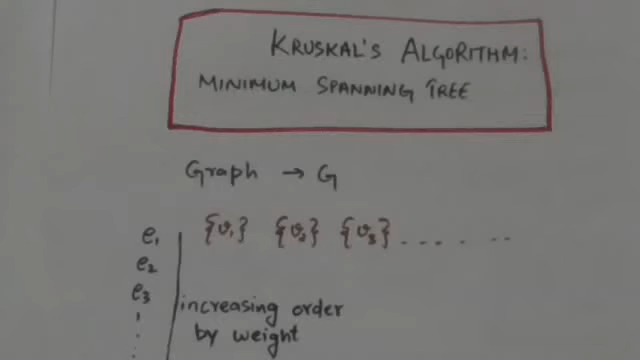 KRUSKAL'S ALGORITHM:
MINIMUM SPANNING TREE
Graph → G
e₁ {v₁} {v₂} {v₃} ..... ..
e₂
e₃
increasing order
by weight